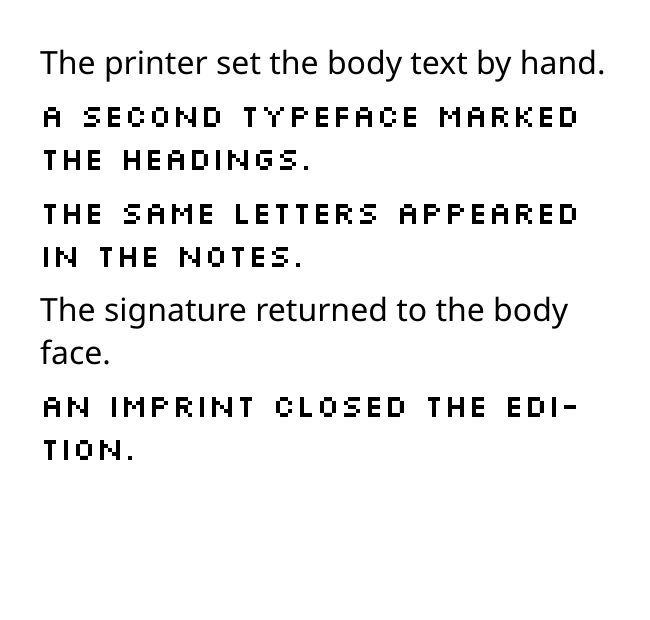 The printer set the body text by hand.
A SECOND TYPEFACE MARKED
THE HEADINGS.
THE SAME LETTERS APPEARED
IN THE NOTES.
The signature returned to the body
face.
AN IMPRINT CLOSED THE EDI-
TION.